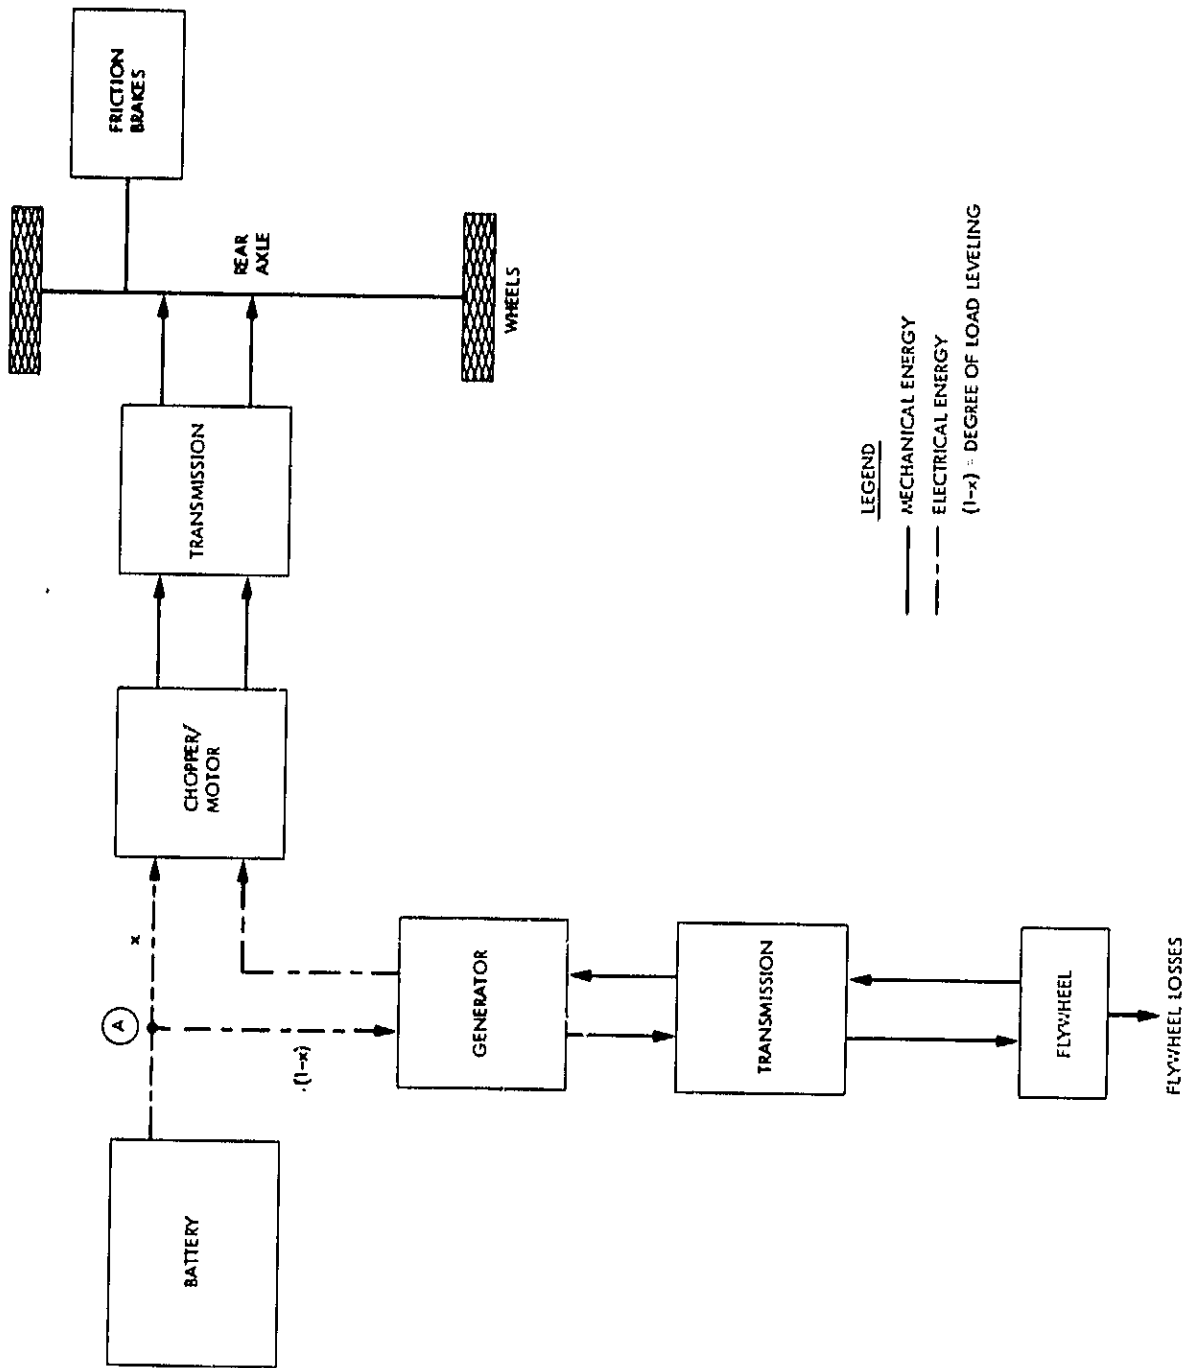 BATTERY
A
x
(1-x)
CHOPPER/
MOTOR
TRANSMISSION
FRICTION
BRAKES
REAR
AXLE
WHEELS
GENERATOR
TRANSMISSION
FLYWHEEL
FLYWHEEL LOSSES
LEGEND
MECHANICAL ENERGY
ELECTRICAL ENERGY
(1-x) = DEGREE OF LOAD LEVELING